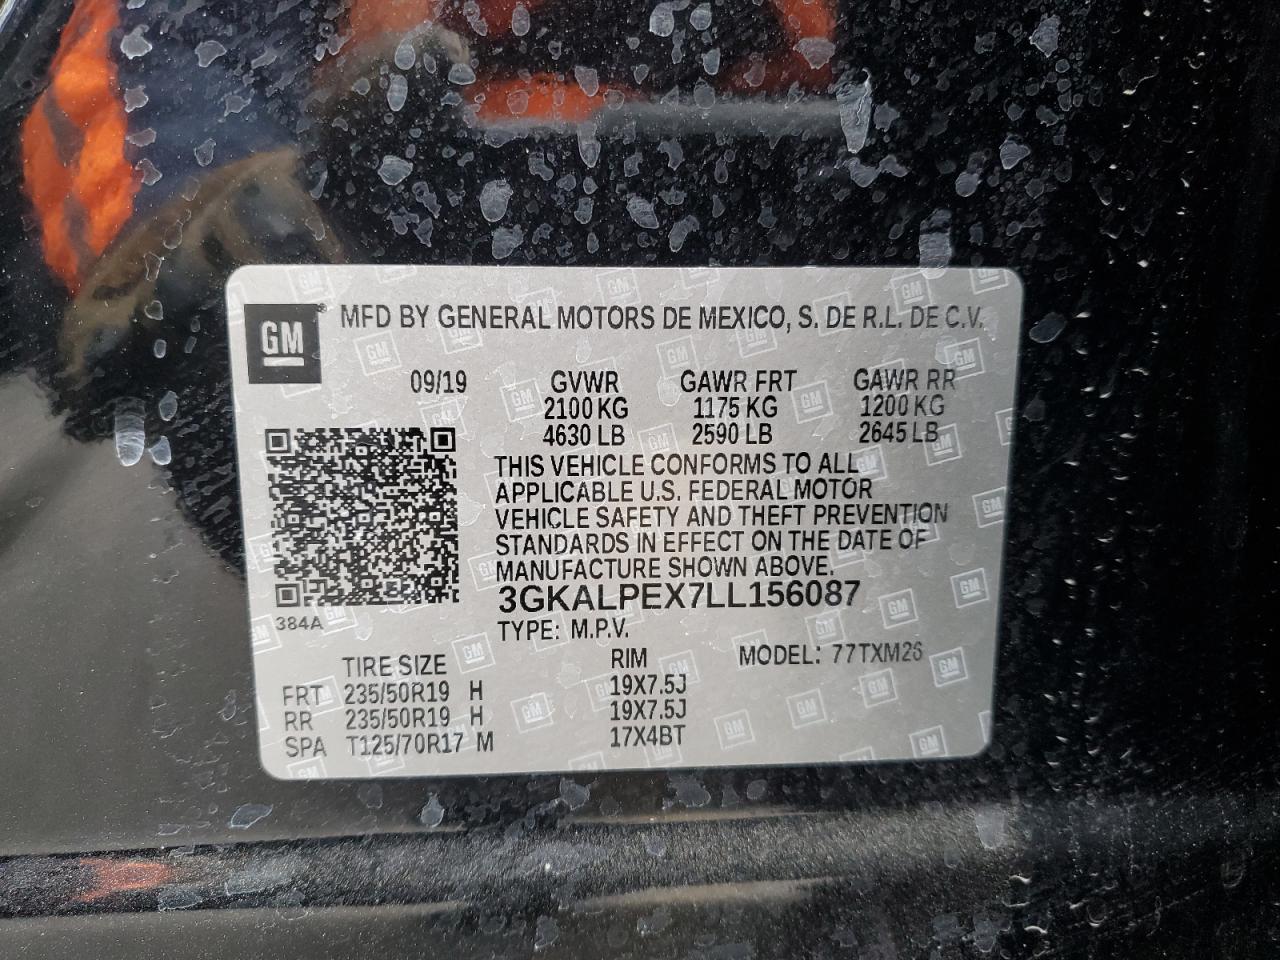 GM
MFD BY GENERAL MOTORS DE MEXICO, S. DE R.L. DE C.V.
09/19 GVWR GAWR FRT GAWR RR
2100 KG 1175 KG 1200 KG
4630 LB 2590 LB 2645 LB
THIS VEHICLE CONFORMS TO ALL
APPLICABLE U.S. FEDERAL MOTOR
VEHICLE SAFETY AND THEFT PREVENTION
STANDARDS IN EFFECT ON THE DATE OF
MANUFACTURE SHOWN ABOVE.
3GKALPEX7LL156087
384A
TYPE: M.P.V.
TIRE SIZE RIM MODEL: 77TXM26
FRT 235/50R19 H 19X7.5J
RR 235/50R19 H 19X7.5J
SPA T125/70R17 M 17X4BT